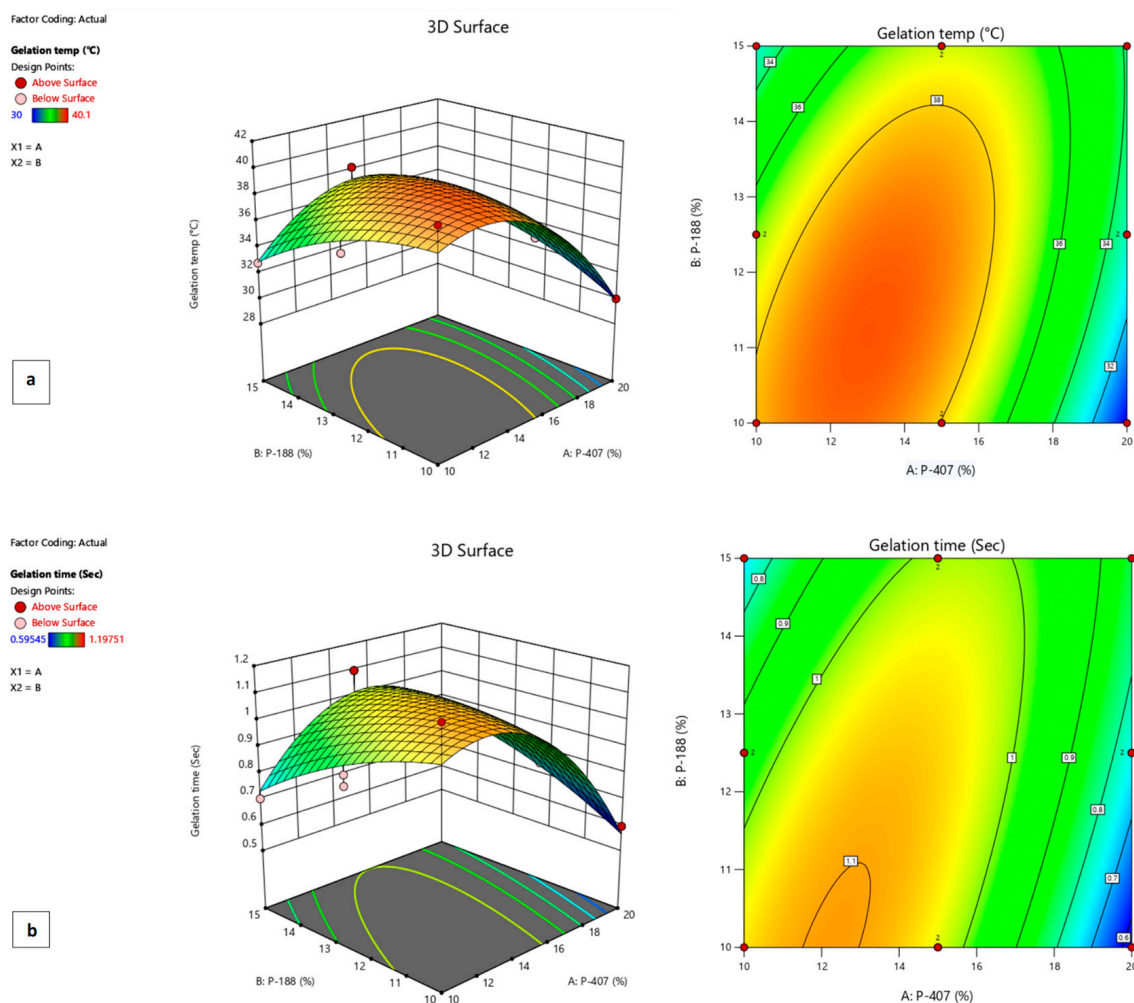 Factor Coding: Actual
3D Surface
Gelation temp (°C)
Design Points:
Above Surface
Below Surface
30 40.1
X1 = A
X2 = B
42
40
38
36
34
32
30
28
Gelation temp (°C)
15
14
13
12
11
10
B: P-188 (%)
10
12
14
16
18
20
A: P-407 (%)
a
Gelation temp (°C)
15
14
13
12
11
10
B: P-188 (%)
34
36
38
36
34
32
2
2
2
2
10 12 14 16 18 20
A: P-407 (%)
Factor Coding: Actual
3D Surface
Gelation time (Sec)
Design Points:
Above Surface
Below Surface
0.59545 1.19751
X1 = A
X2 = B
1.2
1.1
1
0.9
0.8
0.7
0.6
0.5
Gelation time (Sec)
15
14
13
12
11
10
B: P-188 (%)
10
12
14
16
18
20
A: P-407 (%)
b
Gelation time (Sec)
15
14
13
12
11
10
B: P-188 (%)
0.8
0.9
1
1
0.9
0.8
0.7
0.6
1.1
2
2
2
2
10 12 14 16 18 20
A: P-407 (%)